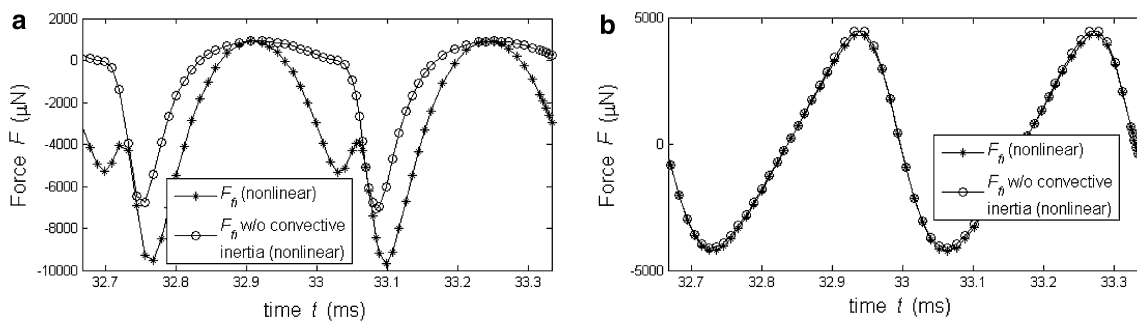 a
2000
0
-2000
-4000
-6000
-8000
-10000
Force F (μN)
32.7 32.8 32.9 33 33.1 33.2 33.3
time t (ms)
F_fl (nonlinear)
F_fl w/o convective
inertia (nonlinear)
b
5000
0
-5000
Force F (μN)
32.7 32.8 32.9 33 33.1 33.2 33.3
time t (ms)
F_fl (nonlinear)
F_fl w/o convective
inertia (nonlinear)